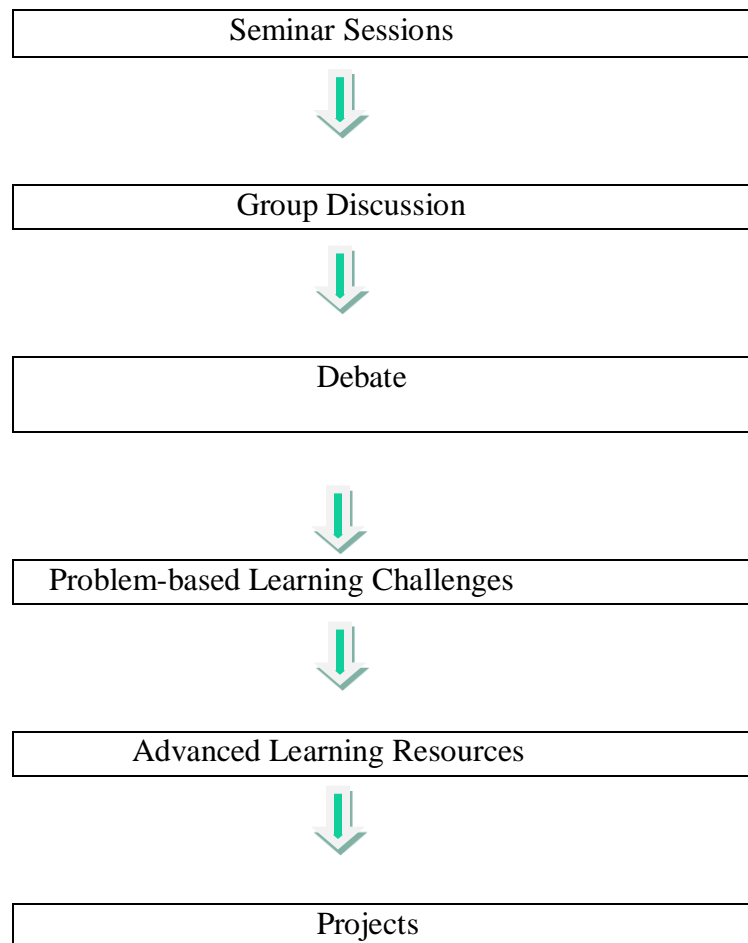 Seminar Sessions
Group Discussion
Debate
Problem-based Learning Challenges
Advanced Learning Resources
Projects